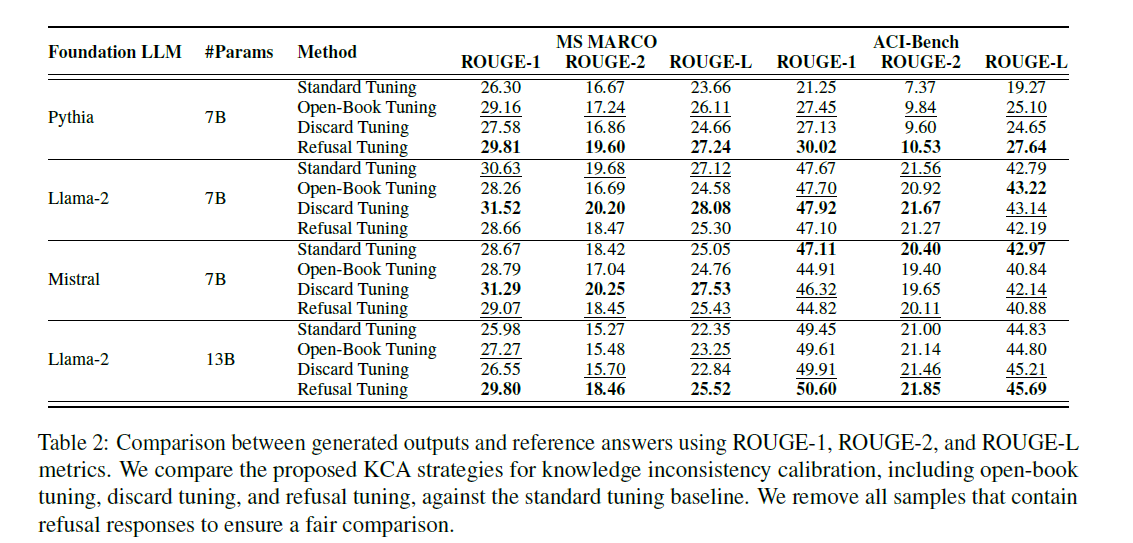 MS MARCO ACI-Bench
Foundation LLM #Params Method ROUGE-1 ROUGE-2 ROUGE-L ROUGE-1 ROUGE-2 ROUGE-L
Standard Tuning 26.30 16.67 23.66 21.25 7.37 19.27
Open-Book Tuning 29.16 17.24 26.11 27.45 9.84 25.10
Pythia 7B
Discard Tuning 27.58 16.86 24.66 27.13 9.60 24.65
Refusal Tuning 29.81 19.60 27.24 30.02 10.53 27.64
Standard Tuning 30.63 19.68 27.12 47.67 21.56 42.79
Open-Book Tuning 28.26 16.69 24.58 47.70 20.92 43.22
Llama-2 7B
Discard Tuning 31.52 20.20 28.08 47.92 21.67 43.14
Refusal Tuning 28.66 18.47 25.30 47.10 21.27 42.19
Standard Tuning 28.67 18.42 25.05 47.11 20.40 42.97
Open-Book Tuning 28.79 17.04 24.76 44.91 19.40 40.84
Mistral 7B
Discard Tuning 31.29 20.25 27.53 46.32 19.65 42.14
Refusal Tuning 29.07 18.45 25.43 44.82 20.11 40.88
Standard Tuning 25.98 15.27 22.35 49.45 21.00 44.83
Open-Book Tuning 27.27 15.48 23.25 49.61 21.14 44.80
Llama-2 13B
Discard Tuning 26.55 15.70 22.84 49.91 21.46 45.21
Refusal Tuning 29.80 18.46 25.52 50.60 21.85 45.69
Table 2: Comparison between generated outputs and reference answers using ROUGE-1, ROUGE-2, and ROUGE-L
metrics. We compare the proposed KCA strategies for knowledge inconsistency calibration, including open-book
tuning, discard tuning, and refusal tuning, against the standard tuning baseline. We remove all samples that contain
refusal responses to ensure a fair comparison.